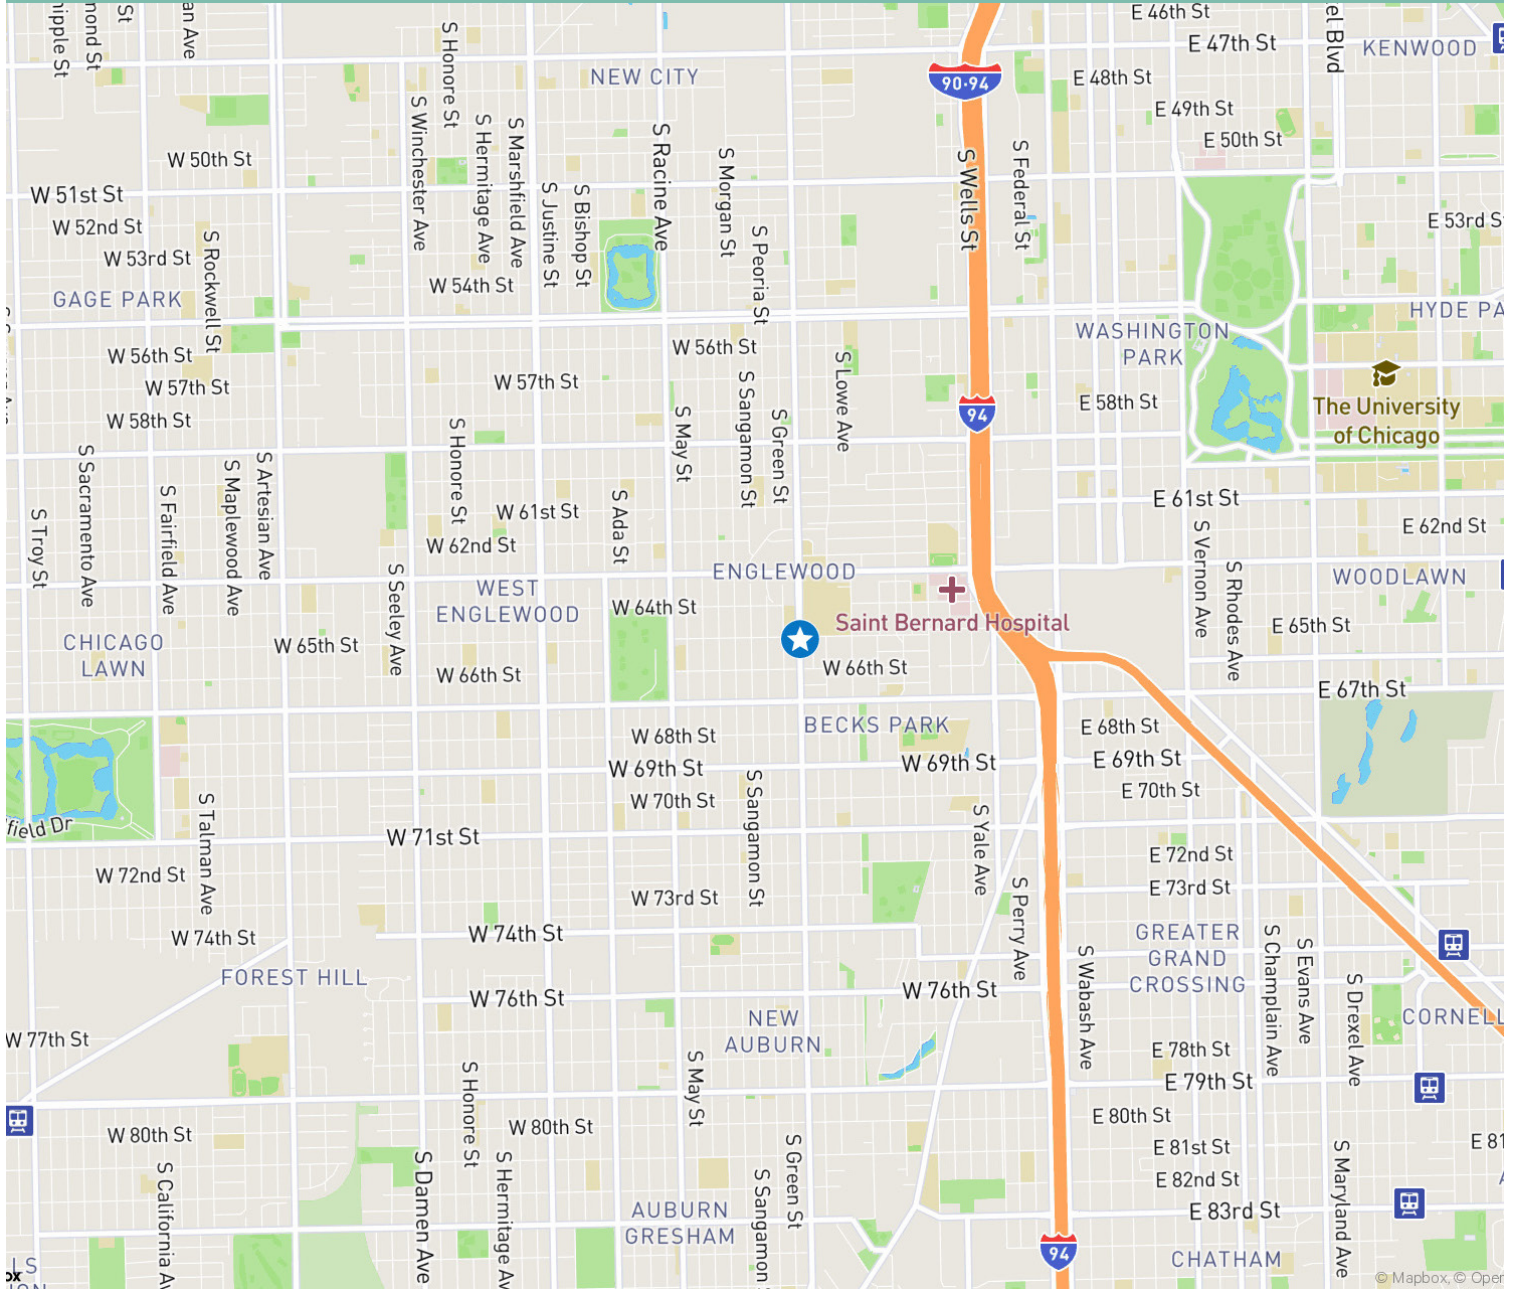 E 46th St
E 47th St
KENWOOD
NEW CITY
90-94
E 48th St
E 49th St
E 50th St
S Honore St
S Winchester Ave
S Hermitage Ave
S Marshfield Ave
S Justine St
S Bishop St
S Racine Ave
S Morgan St
S Peoria St
S Wells St
S Federal St
W 50th St
W 51st St
W 52nd St
W 53rd St
S Rockwell St
E 53rd S
W 54th St
GAGE PARK
HYDE PA
WASHINGTON
PARK
W 56th St
W 56th St
W 57th St
W 57th St
W 58th St
E 58th St
94
The University
of Chicago
S Lowe Ave
S Sangamon St
S Green St
S May St
S Honore St
S Sacramento Ave
S Fairfield Ave
S Maplewood Ave
S Artesian Ave
S Troy St
S Ada St
W 61st St
E 61st St
W 62nd St
E 62nd St
S Vernon Ave
S Rhodes Ave
ENGLEWOOD
WOODLAWN
WEST
ENGLEWOOD
S Seeley Ave
W 64th St
Saint Bernard Hospital
CHICAGO
LAWN
W 65th St
E 65th St
W 66th St
W 66th St
E 67th St
BECKS PARK
W 68th St
E 68th St
W 69th St
W 69th St
E 69th St
W 70th St
E 70th St
S Sangamon St
S Talman Ave
S Yale Ave
field Dr
W 71st St
W 72nd St
E 72nd St
W 73rd St
E 73rd St
S Perry Ave
W 74th St
W 74th St
GREATER
GRAND
CROSSING
S Champlain Ave
S Evans Ave
S Drexel Ave
S Wabash Ave
FOREST HILL
W 76th St
W 76th St
NEW
AUBURN
CORNELL
W 77th St
E 78th St
E 79th St
S Honore St
S May St
W 80th St
W 80th St
E 80th St
E 81st St
E 81
E 82nd St
E 83rd St
S California Av
S Damen Ave
S Hermitage Av
S Green St
S Sangamon
S Maryland Ave
AUBURN
GRESHAM
94
CHATHAM
© Mapbox, © Oper